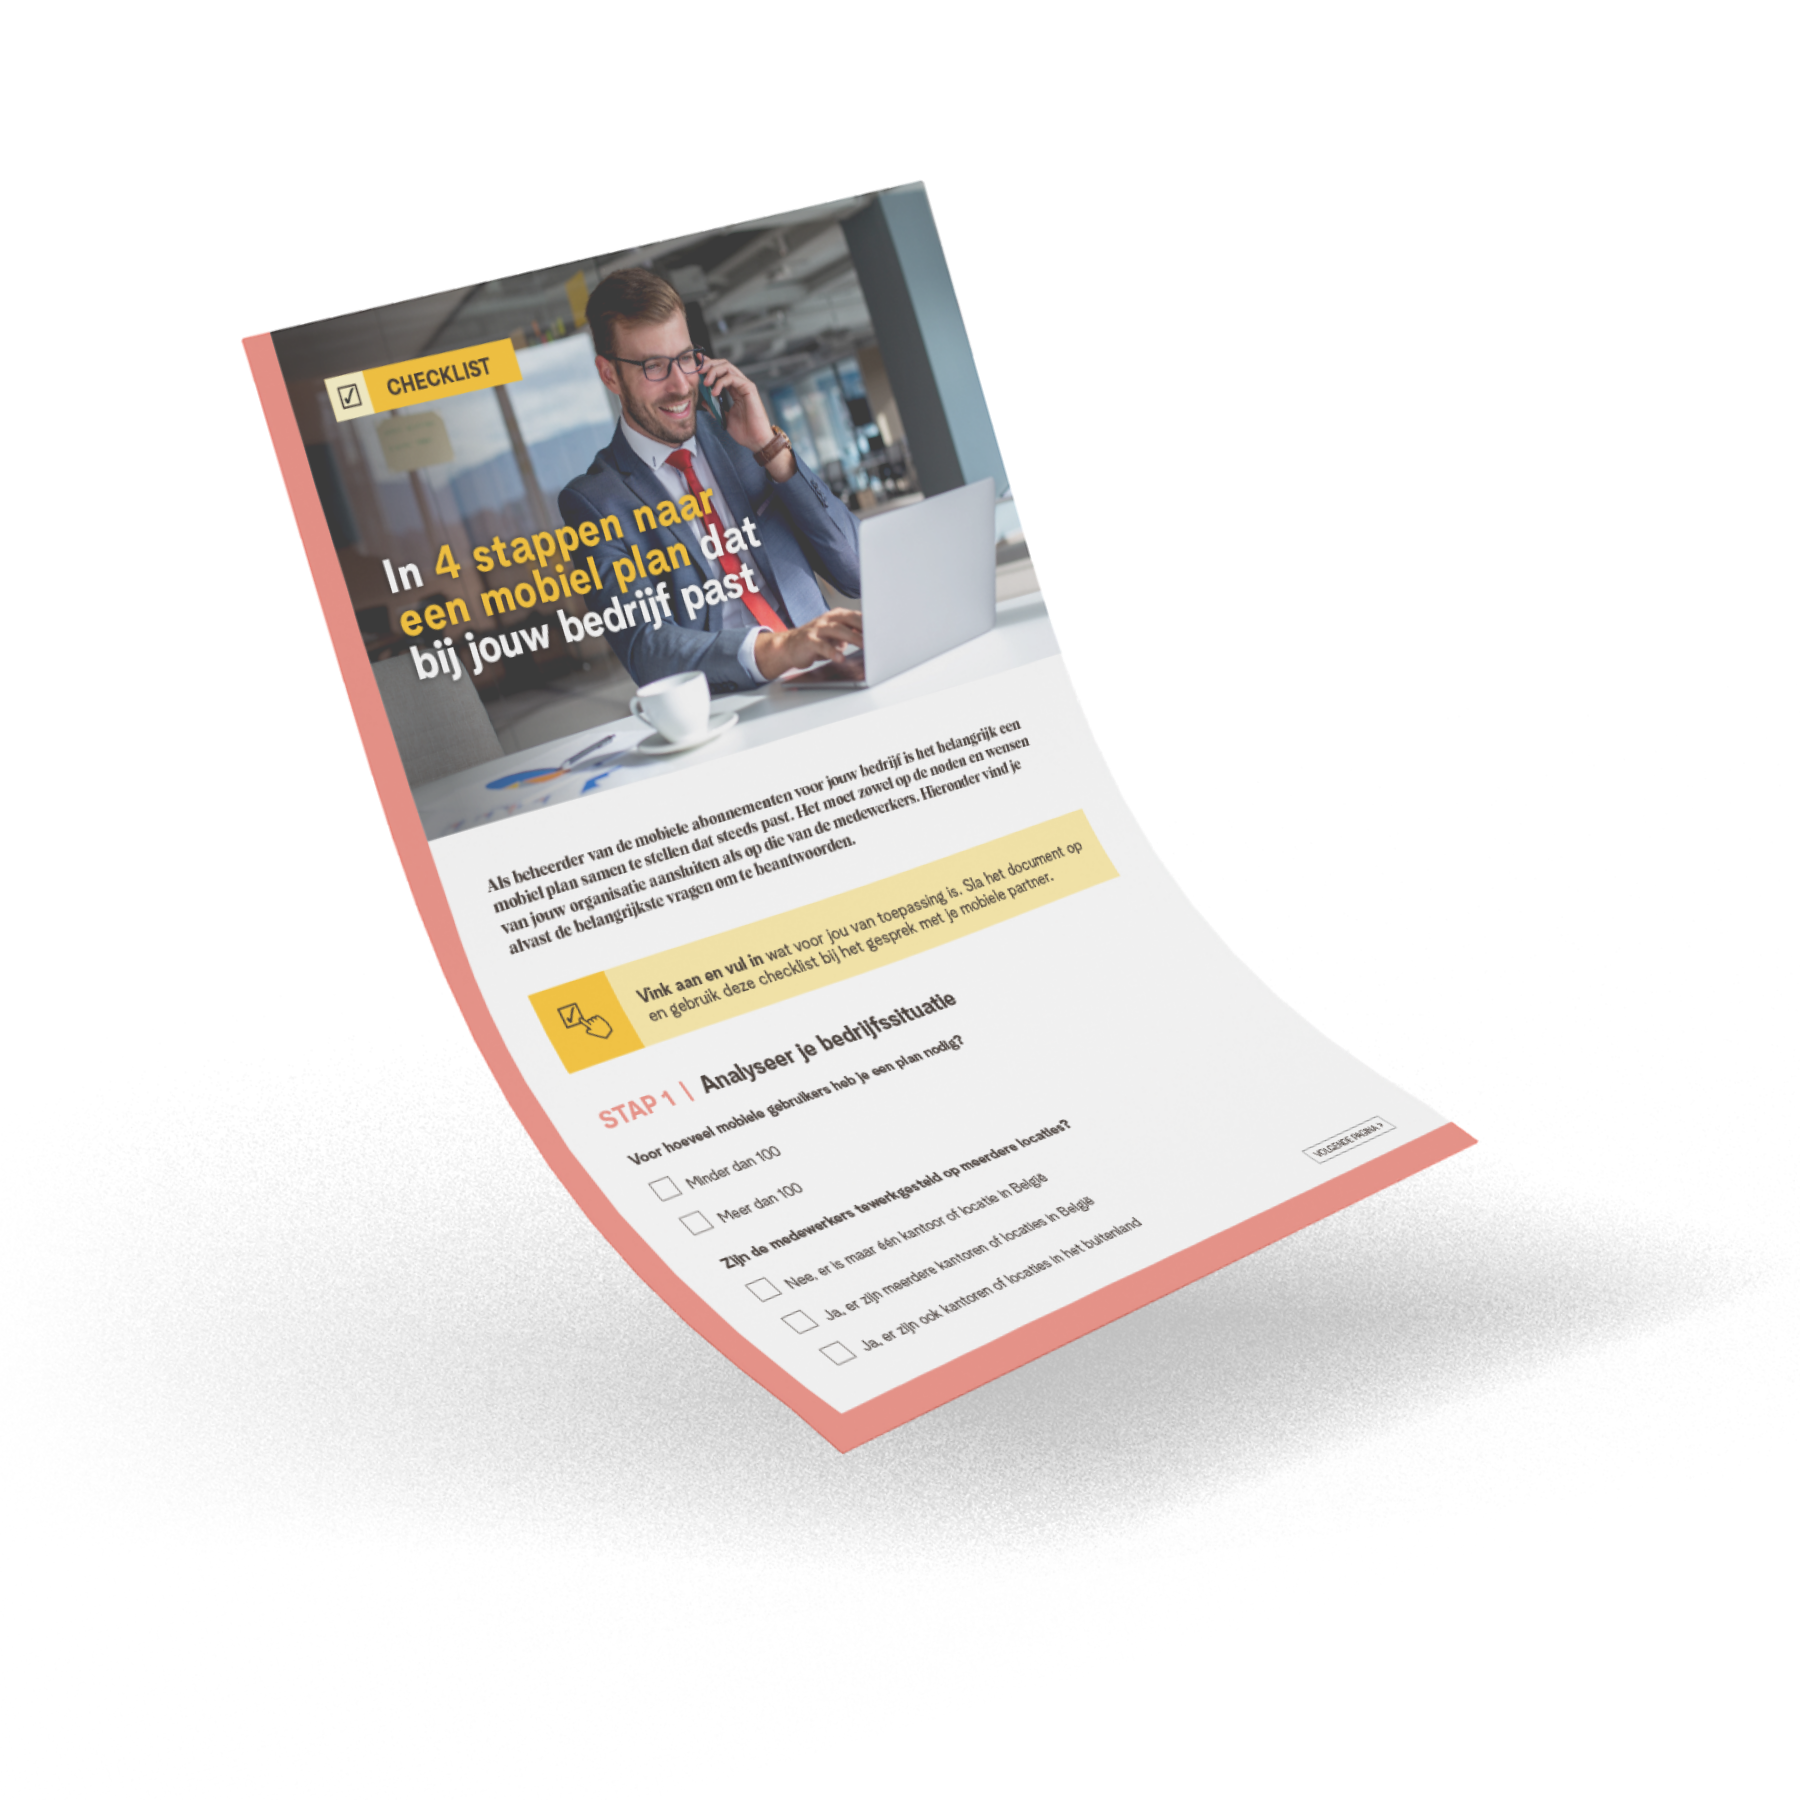 CHECKLIST
In 4 stappen naar
een mobiel plan dat
bij jouw bedrijf past
Als beheerder van de mobiele abonnementen voor jouw bedrijf is het belangrijk een
mobiel plan samen te stellen dat steeds past. Het moet zowel op de noden en wensen
van jouw organisatie aansluiten als op die van de medewerkers. Hieronder vind je
alvast de belangrijkste vragen om te beantwoorden.
Vink aan en vul in wat voor jou van toepassing is. Sla het document op
en gebruik deze checklist bij het gesprek met je mobiele partner.
STAP 1 | Analyseer je bedrijfssituatie
Voor hoeveel mobiele gebruikers heb je een plan nodig?
Minder dan 100
Meer dan 100
Zijn de medewerkers tewerkgesteld op meerdere locaties?
Nee, er is maar één kantoor of locatie in België
Ja, er zijn meerdere kantoren of locaties in België
Ja, er zijn ook kantoren of locaties in het buitenland
VOLGENDE PAGINA >